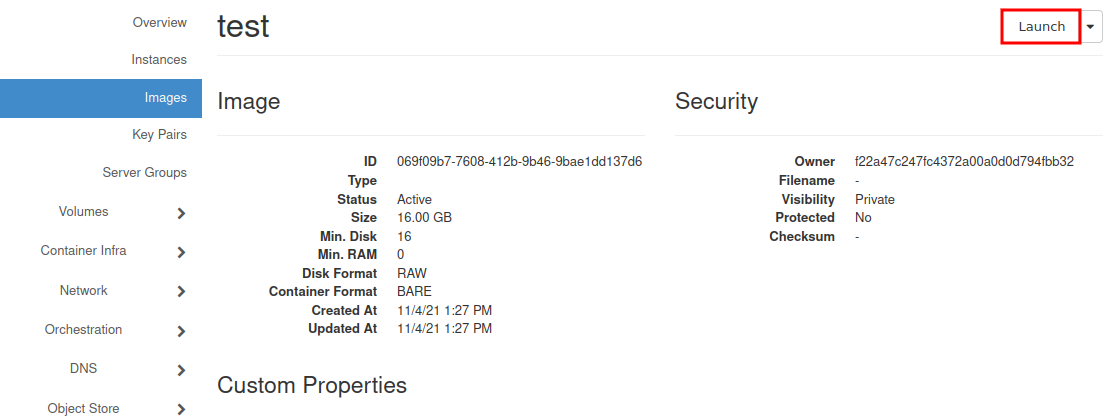 Overview
Instances
Images
Key Pairs
Server Groups
Volumes
Container Infra
Network
Orchestration
DNS
Object Store
test
Launch
Image
ID 069f09b7-7608-412b-9b46-9bae1dd137d6
Type
Status Active
Size 16.00 GB
Min. Disk 16
Min. RAM 0
Disk Format RAW
Container Format BARE
Created At 11/4/21 1:27 PM
Updated At 11/4/21 1:27 PM
Security
Owner f22a47c247fc4372a00a0d0d794fbb32
Filename -
Visibility Private
Protected No
Checksum -
Custom Properties